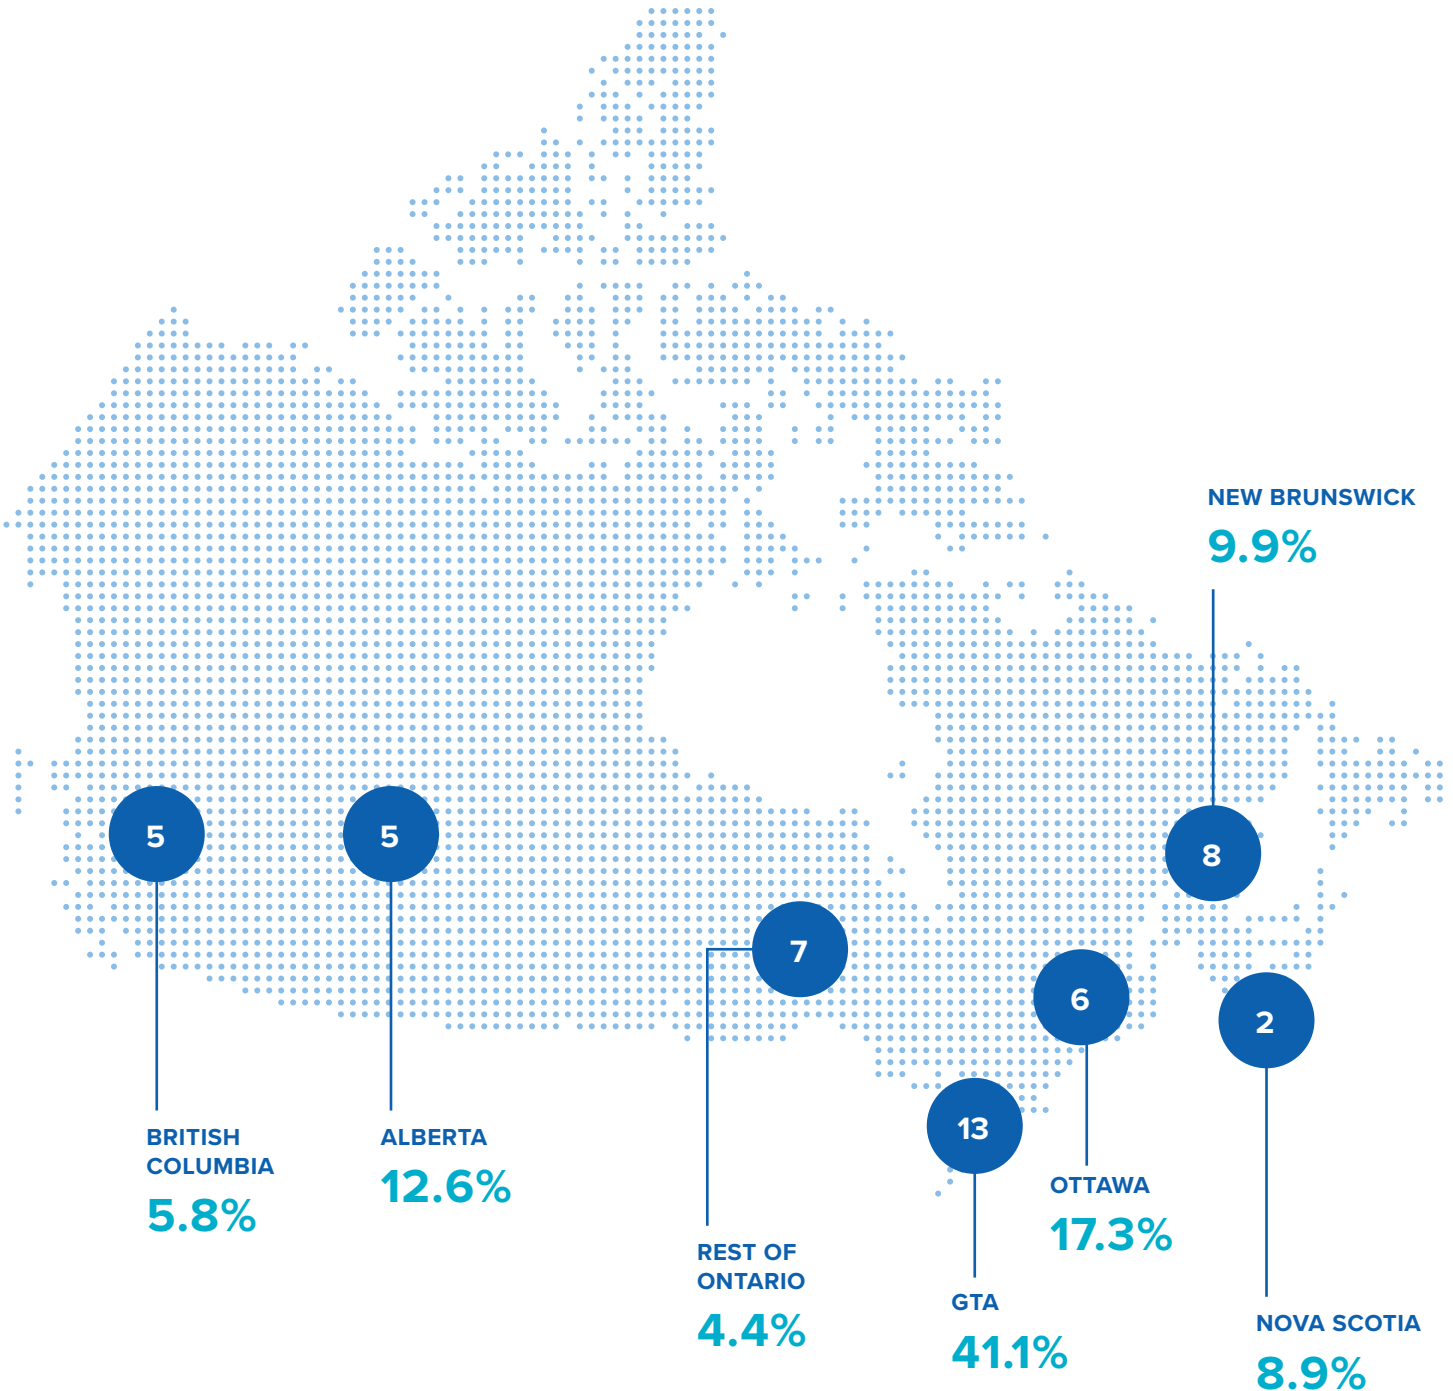 NEW BRUNSWICK
9.9%
5
5
8
7
6
2
13
BRITISH
COLUMBIA
5.8%
ALBERTA
12.6%
REST OF
ONTARIO
4.4%
GTA
41.1%
OTTAWA
17.3%
NOVA SCOTIA
8.9%